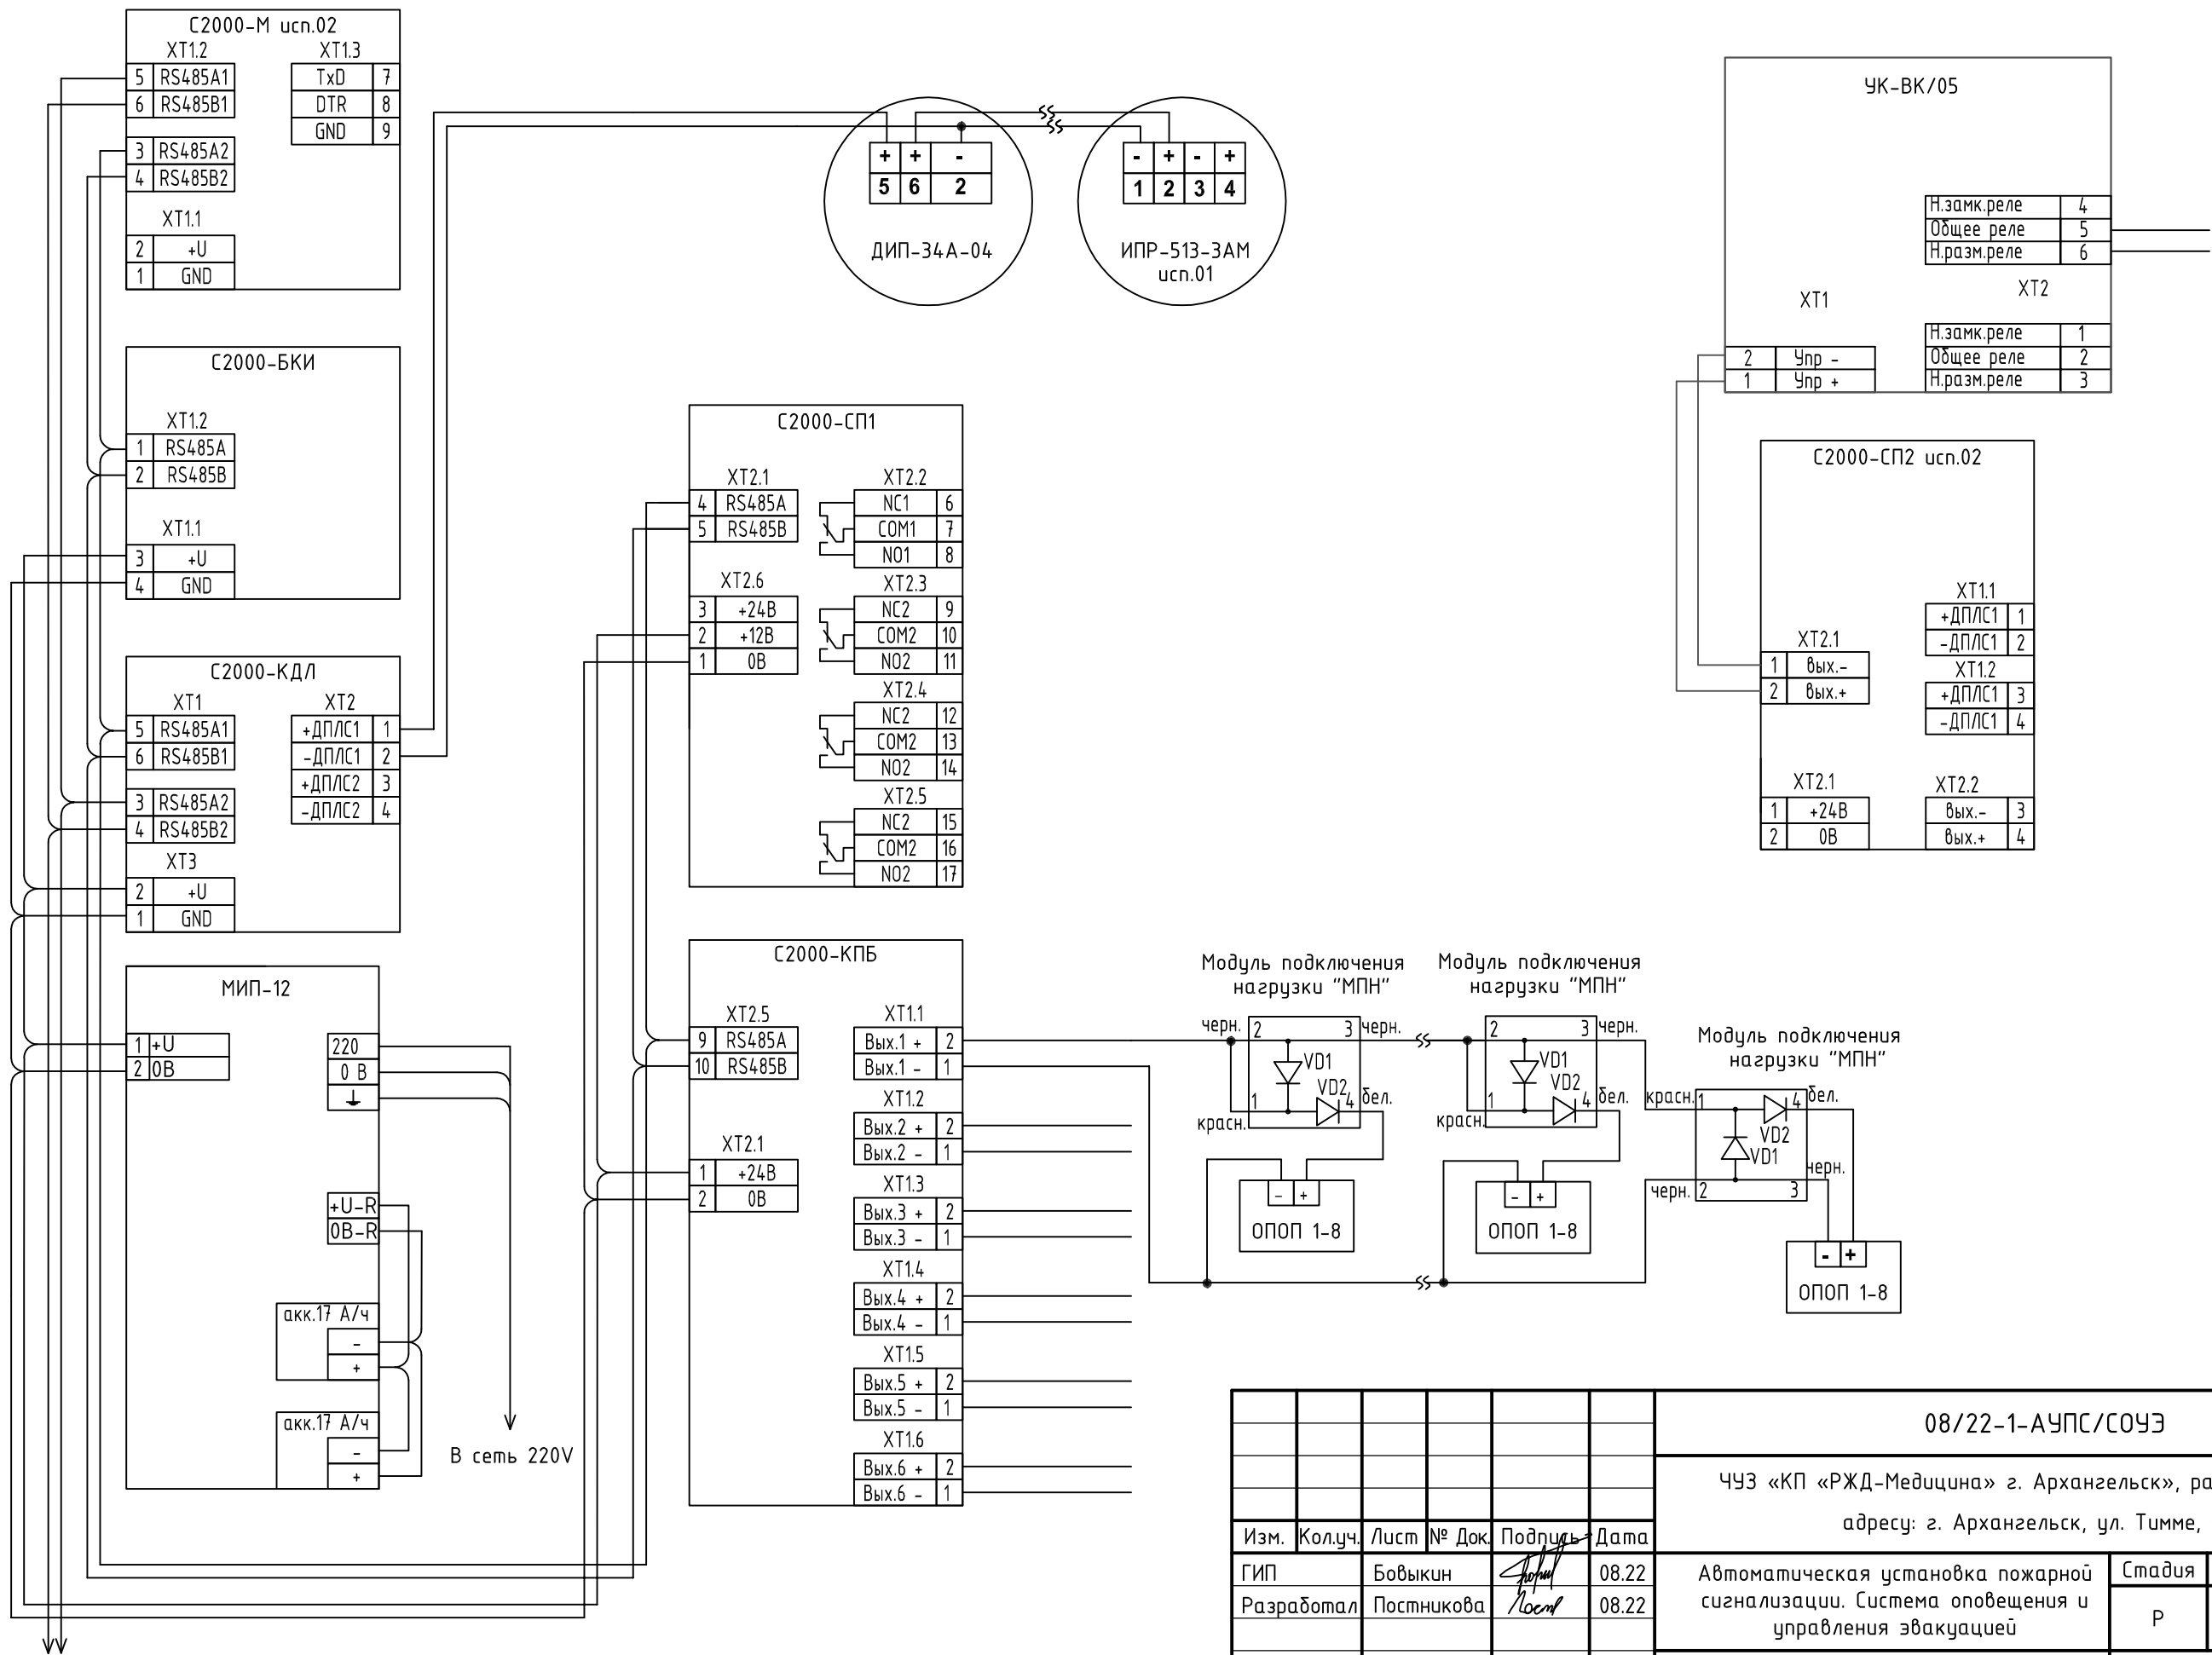 С2000-М исп.02
XT1.2 XT1.3
5 RS485A1 TxD 7
6 RS485B1 DTR 8
GND 9
3 RS485A2
4 RS485B2
XT1.1
2 +U
1 GND
С2000-БКИ
XT1.2
1 RS485A
2 RS485B
XT1.1
3 +U
4 GND
С2000-КДЛ
XT1 XT2
5 RS485A1 +ДПЛС1 1
6 RS485B1 -ДПЛС1 2
+ДПЛС2 3
3 RS485A2 -ДПЛС2 4
4 RS485B2
XT3
2 +U
1 GND
МИП-12
1 +U 220
2 0В 0 В
+U-R
0В-R
акк.17 А/ч
-
+
акк.17 А/ч
-
+
В сеть 220V
+ + -
5 6 2
ДИП-34А-04
- + - +
1 2 3 4
ИПР-513-3АМ
исп.01
С2000-СП1
XT2.1 XT2.2
4 RS485A NC1 6
5 RS485B COM1 7
NO1 8
XT2.6 XT2.3
3 +24В NC2 9
2 +12В COM2 10
1 0В NO2 11
XT2.4
NC2 12
COM2 13
NO2 14
XT2.5
NC2 15
COM2 16
NO2 17
С2000-КПБ
XT2.5 XT1.1
9 RS485A Вых.1 + 2
10 RS485B Вых.1 - 1
XT1.2
Вых.2 + 2
Вых.2 - 1
XT2.1
1 +24В
2 0В
XT1.3
Вых.3 + 2
Вых.3 - 1
XT1.4
Вых.4 + 2
Вых.4 - 1
XT1.5
Вых.5 + 2
Вых.5 - 1
XT1.6
Вых.6 + 2
Вых.6 - 1
УК-ВК/05
Н.замк.реле 4
Общее реле 5
Н.разм.реле 6
XT1 XT2
Н.замк.реле 1
2 Упр - Общее реле 2
1 Упр + Н.разм.реле 3
С2000-СП2 исп.02
XT1.1
+ДПЛС1 1
-ДПЛС1 2
XT2.1
1 вых.-
2 вых.+
XT1.2
+ДПЛС1 3
-ДПЛС1 4
XT2.1 XT2.2
1 +24В вых.- 3
2 0В вых.+ 4
Модуль подключения
нагрузки "МПН"
черн. 2 3 черн.
VD1
VD2
1 4 бел.
красн.
- +
ОПОП 1-8
Модуль подключения
нагрузки "МПН"
2 3 черн.
VD1
VD2
1 4 бел.
красн.
- +
ОПОП 1-8
Модуль подключения
нагрузки "МПН"
красн. 1 4 бел.
VD2
VD1
черн.
черн. 2 3
- +
ОПОП 1-8
08/22-1-АУПС/СОУЭ
ЧУЗ «КП «РЖД-Медицина» г. Архангельск», ра
адресу: г. Архангельск, ул. Тимме,
Изм. Кол.уч. Лист № Док. Подпись Дата
ГИП Бовыкин 08.22
Разработал Постникова 08.22
Автоматическая установка пожарной
сигнализации. Система оповещения и
управления эвакуацией
Стадия
Р